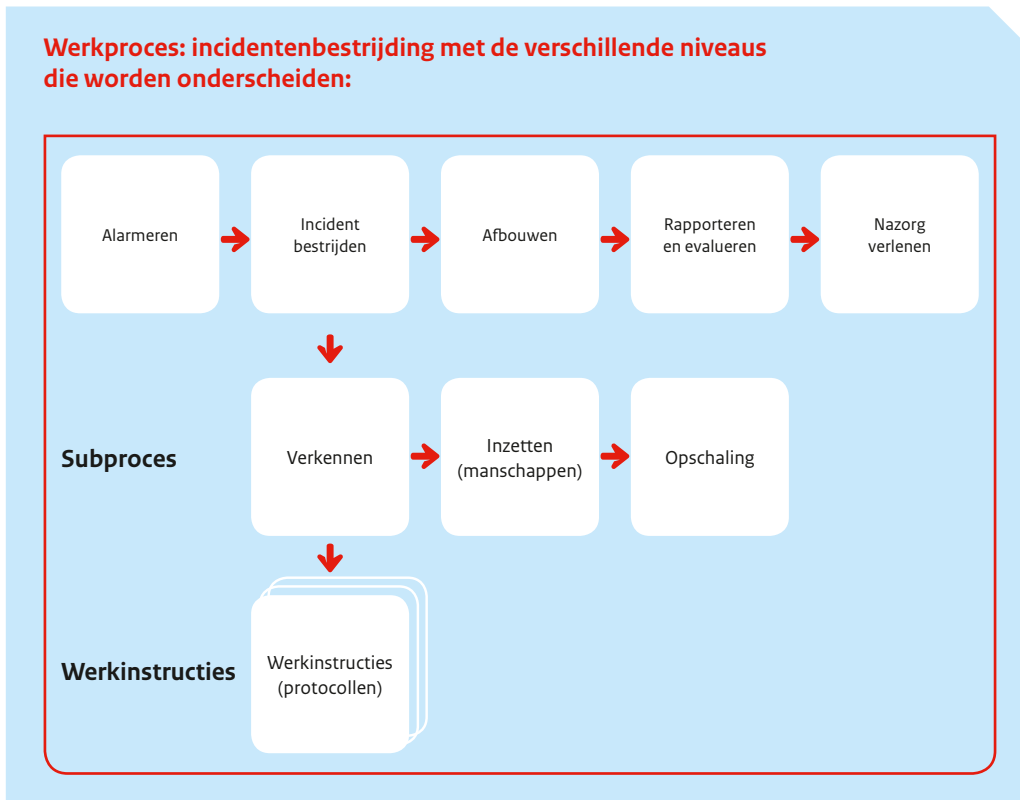 Werkproces: incidentenbestrijding met de verschillende niveaus
die worden onderscheiden:
Alarmeren
Incident
bestrijden
Afbouwen
Rapporteren
en evalueren
Nazorg
verlenen
Subproces
Verkennen
Inzetten
(manschappen)
Opschaling
Werkinstructies
Werkinstructies
(protocollen)